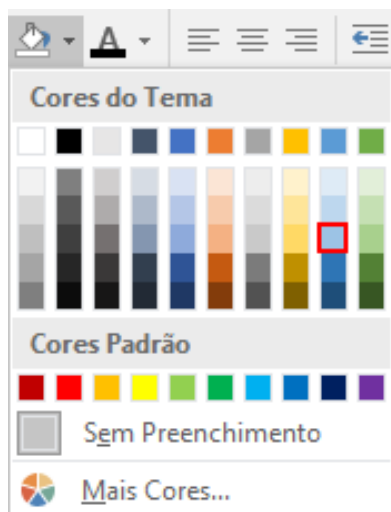 A
Cores do Tema
Cores Padrão
Sem Preenchimento
Mais Cores...